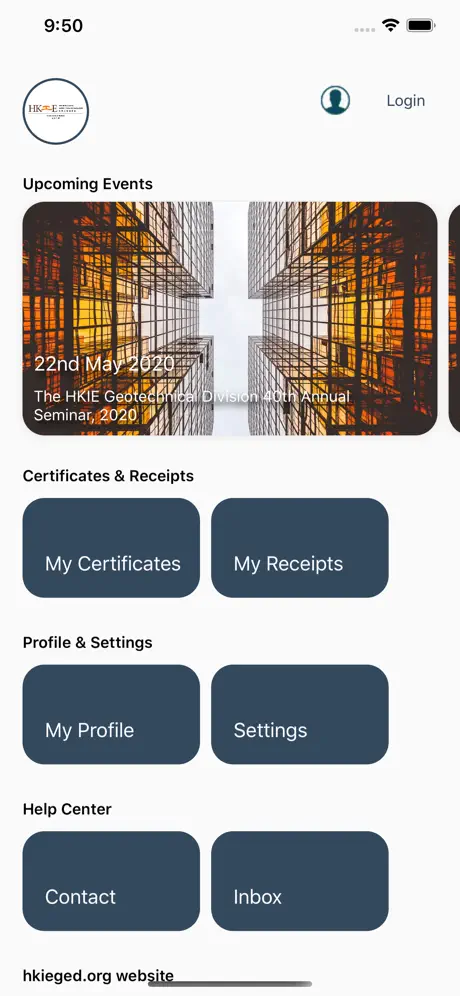 9:50
HKIE
Login
Upcoming Events
22nd May 2020
The HKIE Geotechnical Division 40th Annual
Seminar, 2020
Certificates & Receipts
My Certificates
My Receipts
Profile & Settings
My Profile
Settings
Help Center
Contact
Inbox
hkieged.org website